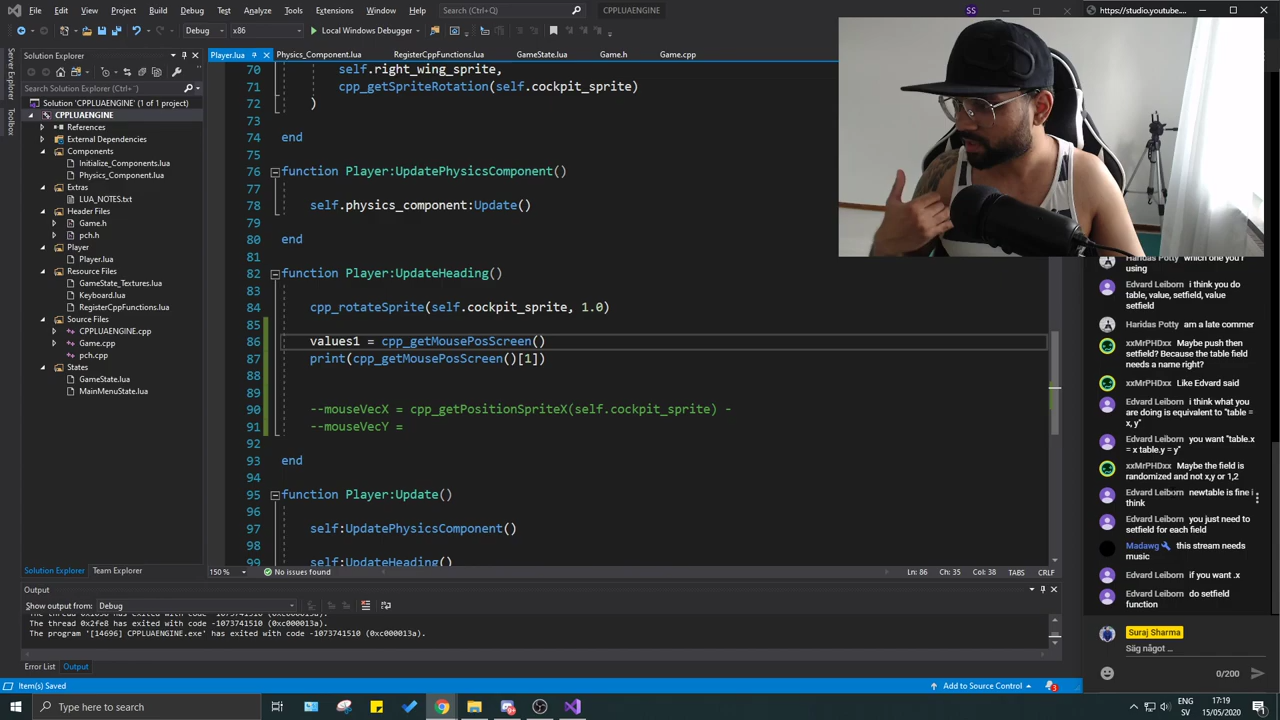 File Edit View Project Build Debug Test Analyze Tools Extensions Window Help Search (Ctrl+Q) CPPLUAENGINE SS https://studio.youtube....
Debug x86 Local Windows Debugger
Solution Explorer
Search Solution Explorer (Ctrl+¨)
Solution 'CPPLUAENGINE' (1 of 1 project)
CPPLUAENGINE
References
External Dependencies
Components
Initialize_Components.lua
Physics_Component.lua
Extras
LUA_NOTES.txt
Header Files
Game.h
pch.h
Player
Player.lua
Resource Files
GameState_Textures.lua
Keyboard.lua
RegisterCppFunctions.lua
Source Files
CPPLUAENGINE.cpp
Game.cpp
pch.cpp
States
GameState.lua
MainMenuState.lua
Solution Explorer Team Explorer
Server Explorer
Toolbox
Player.lua Physics_Component.lua RegisterCppFunctions.lua GameState.lua Game.h Game.cpp
70 self.right_wing_sprite,
71 cpp_getSpriteRotation(self.cockpit_sprite)
72 )
73
74 end
75
76 function Player:UpdatePhysicsComponent()
77
78 self.physics_component:Update()
79
80 end
81
82 function Player:UpdateHeading()
83
84 cpp_rotateSprite(self.cockpit_sprite, 1.0)
85
86 values1 = cpp_getMousePosScreen()
87 print(cpp_getMousePosScreen()[1])
88
89
90 --mouseVecX = cpp_getPositionSpriteX(self.cockpit_sprite) -
91 --mouseVecY =
92
93 end
94
95 function Player:Update()
96
97 self:UpdatePhysicsComponent()
98
99 self:UpdateHeading()
150 % No issues found Ln: 86 Ch: 35 Col: 38 TABS CRLF
Output
Show output from: Debug
The program '[14696] CPPLUAENGINE.exe' has exited with code -1073741510 (0xc000013a).
The thread 0x2fe8 has exited with code -1073741510 (0xc000013a).
Error List Output
Item(s) Saved Add to Source Control 3
Haridas Potty which one you r
using
Edvard Leiborn i think you do
table, value, setfield, value
setfield
Haridas Potty am a late commer
xxMrPHDxx Maybe push then
setfield? Because the table field
needs a name right?
xxMrPHDxx Like Edvard said
Edvard Leiborn i think what you
are doing is equivalent to "table =
x, y"
Edvard Leiborn you want "table.x
= x table.y = y"
xxMrPHDxx Maybe the field is
randomized and not x,y or 1,2
Edvard Leiborn newtable is fine i
think
Edvard Leiborn you just need to
setfield for each field
Madawg this stream needs
music
Edvard Leiborn if you want .x
Edvard Leiborn do setfield
function
Suraj Sharma
Säg något ...
0/200
Type here to search
ENG
SV
17:19
15/05/2020
1